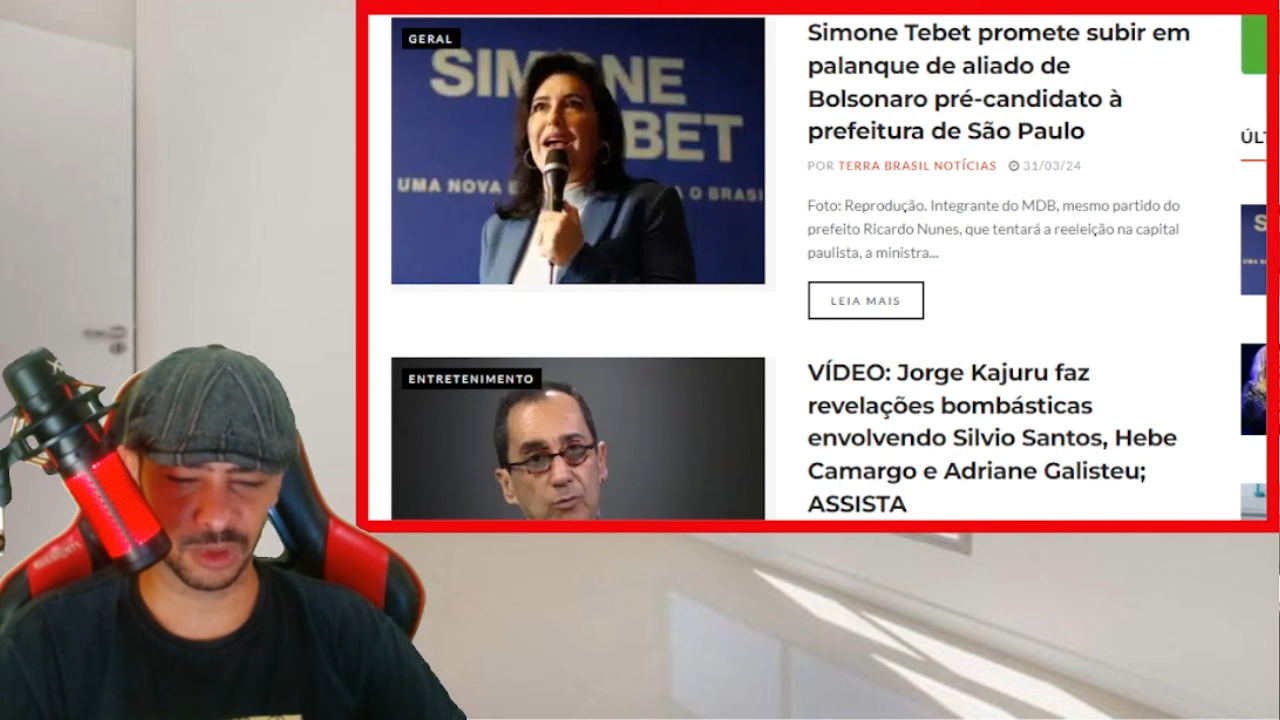 GERAL
SIMONE
TEBET
UMA NOVA E
A O BRASI
Simone Tebet promete subir em
palanque de aliado de
Bolsonaro pré-candidato à
prefeitura de São Paulo
POR TERRA BRASIL NOTÍCIAS 31/03/24
Foto: Reprodução. Integrante do MDB, mesmo partido do
prefeito Ricardo Nunes, que tentará a reeleição na capital
paulista, a ministra...
LEIA MAIS
ÚLT
ENTRETENIMENTO
VÍDEO: Jorge Kajuru faz
revelações bombásticas
envolvendo Silvio Santos, Hebe
Camargo e Adriane Galisteu;
ASSISTA